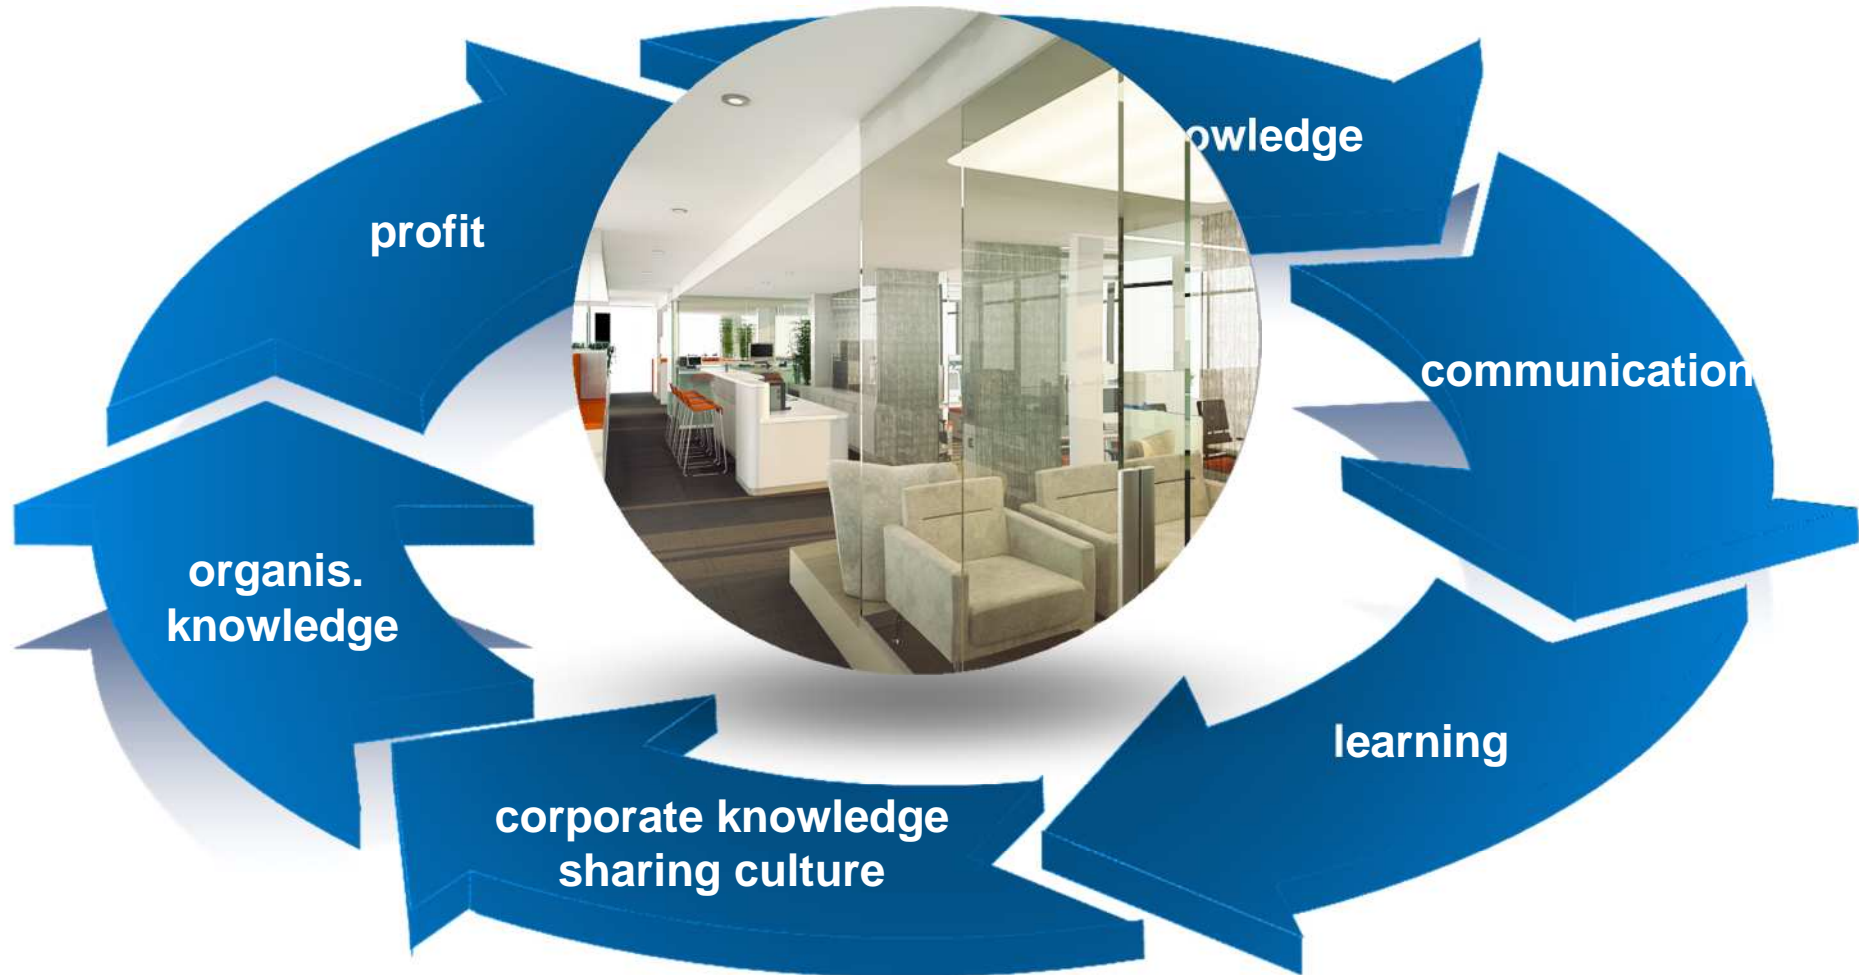 owledge
communication
learning
corporate knowledge
sharing culture
organis.
knowledge
profit